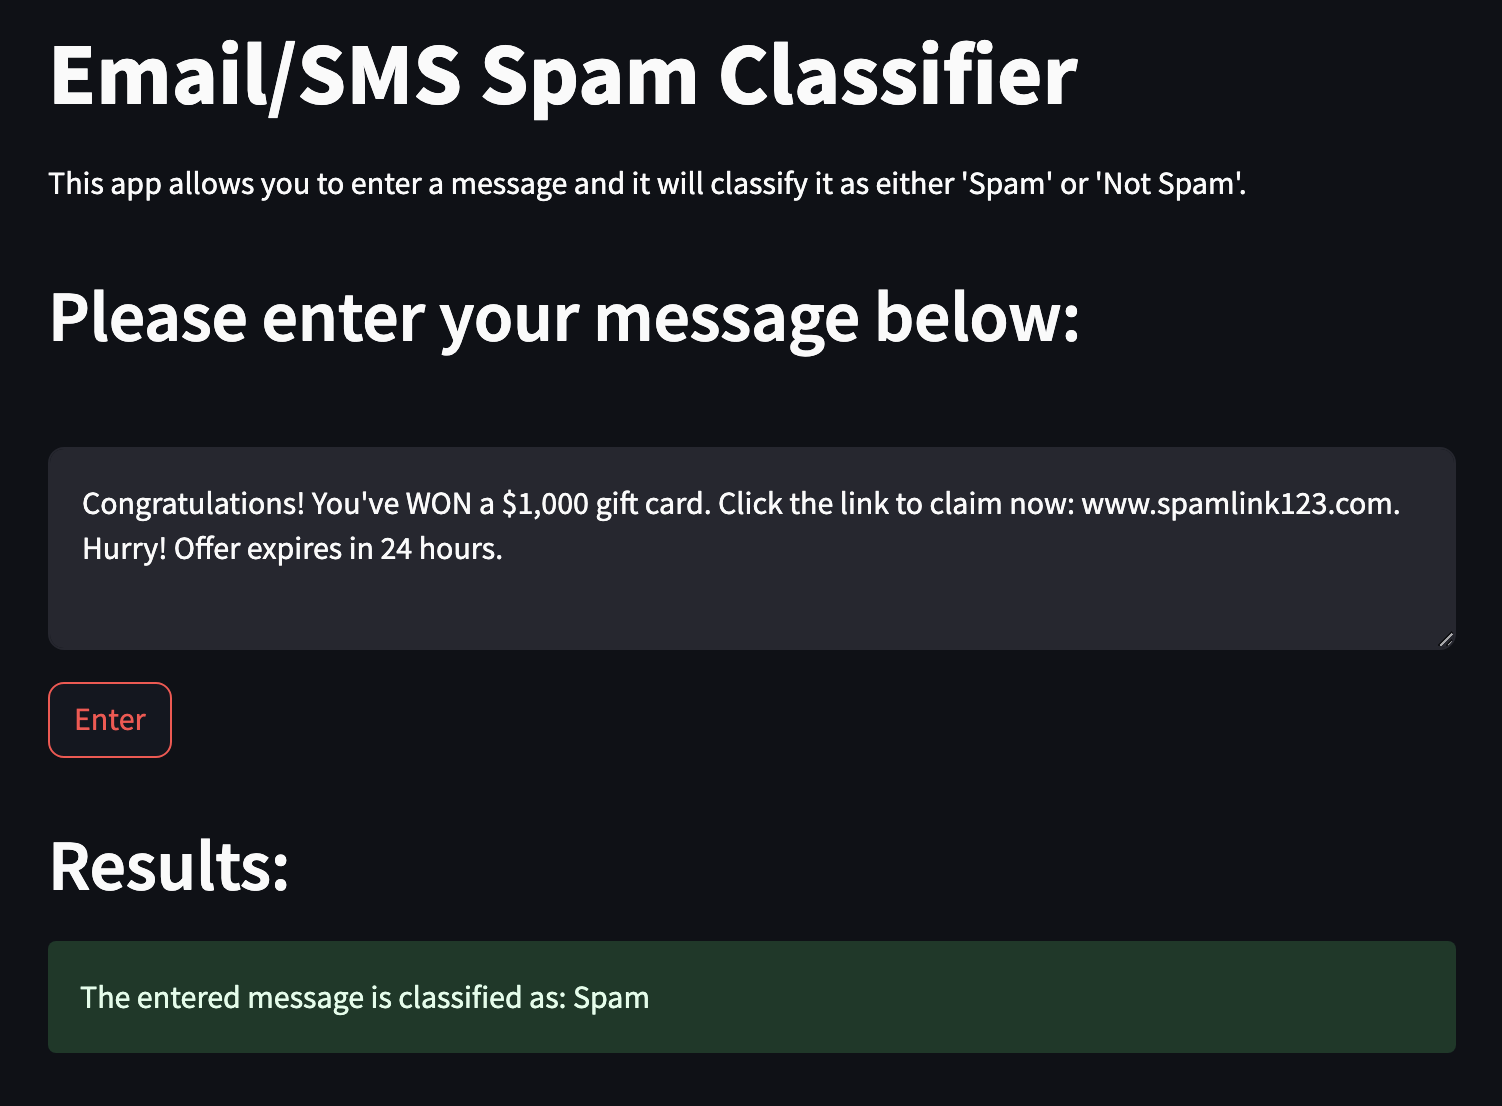 Email/SMS Spam Classifier
This app allows you to enter a message and it will classify it as either 'Spam' or 'Not Spam'.
Please enter your message below:
Congratulations! You've WON a $1,000 gift card. Click the link to claim now: www.spamlink123.com.
Hurry! Offer expires in 24 hours.
Enter
Results:
The entered message is classified as: Spam